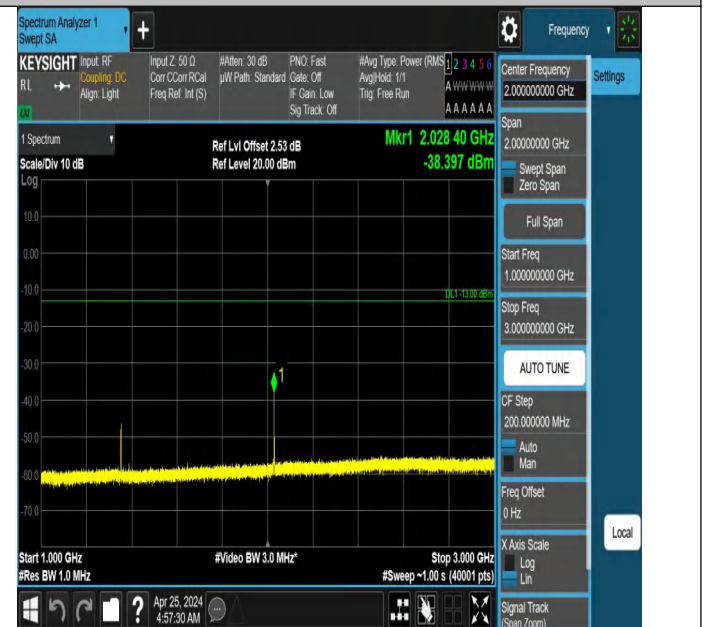 Spectrum Analyzer 1
Swept SA
+
Frequency
KEYSIGHT
RL
Input: RF
Coupling: DC
Align: Light
Input Z: 50 Ω
Corr CCorr RCal
Freq Ref: Int (S)
#Atten: 30 dB
µW Path: Standard
PNO: Fast
Gate: Off
IF Gain: Low
Sig Track: Off
#Avg Type: Power (RMS
Avg|Hold: 1/1
Trig: Free Run
1 2 3 4 5 6
A W W W W W
A A A A A A
1 Spectrum
Scale/Div 10 dB
Log
Ref Lvl Offset 2.53 dB
Ref Level 20.00 dBm
Mkr1 2.028 40 GHz
-38.397 dBm
10.0
0.00
-10.0
DL1 -13.00 dBm
-20.0
-30.0
1
-40.0
-50.0
-60.0
-70.0
Start 1.000 GHz
#Res BW 1.0 MHz
#Video BW 3.0 MHz*
Stop 3.000 GHz
#Sweep ~1.00 s (40001 pts)
?
Apr 25, 2024
4:57:30 AM
Center Frequency
2.000000000 GHz
Settings
Span
2.00000000 GHz
Swept Span
Zero Span
Full Span
Start Freq
1.000000000 GHz
Stop Freq
3.000000000 GHz
AUTO TUNE
CF Step
200.000000 MHz
Auto
Man
Freq Offset
0 Hz
X Axis Scale
Log
Lin
Local
Signal Track
(Span Zoom)